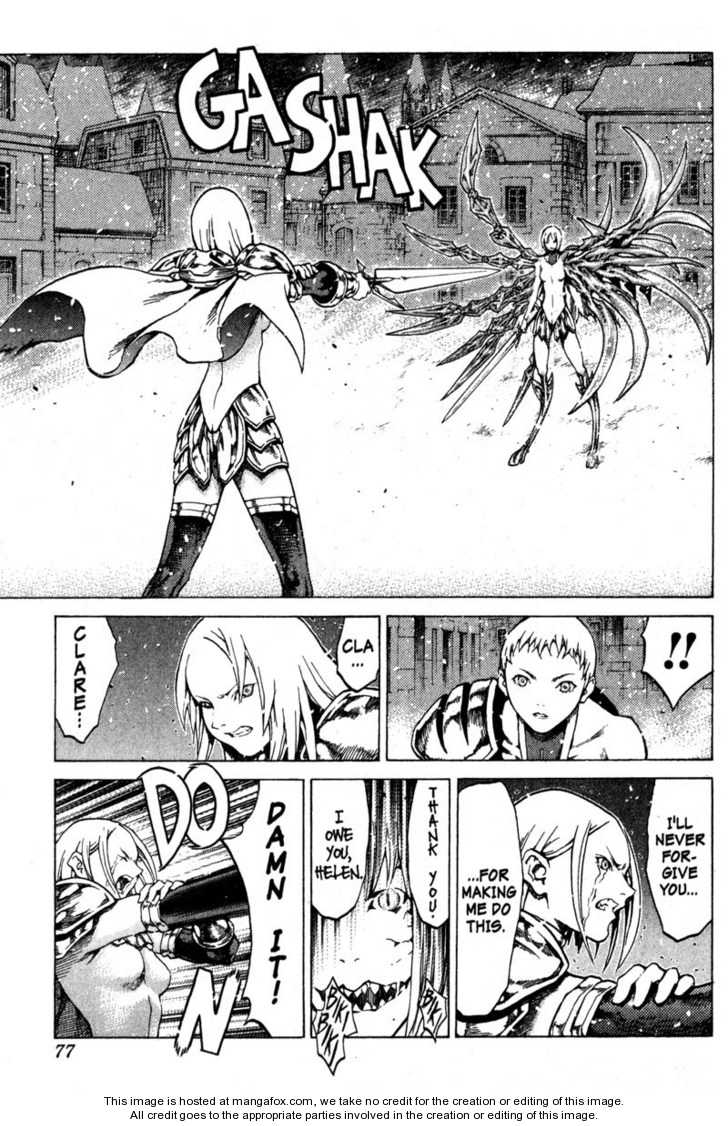 GA SHAK
!!
CLA
...
CLARE...
I'LL
NEVER
FOR-
GIVE
YOU...
...FOR
MAKING
ME DO
THIS.
THANK YOU.
I
OWE
YOU,
HELEN.
BIKI
BIKI
BIKI
DAMN IT!
DON
77
This image is hosted at mangafox.com, we take no credit for the creation or editing of this image.
All credit goes to the appropriate parties involved in the creation or editing of this image.